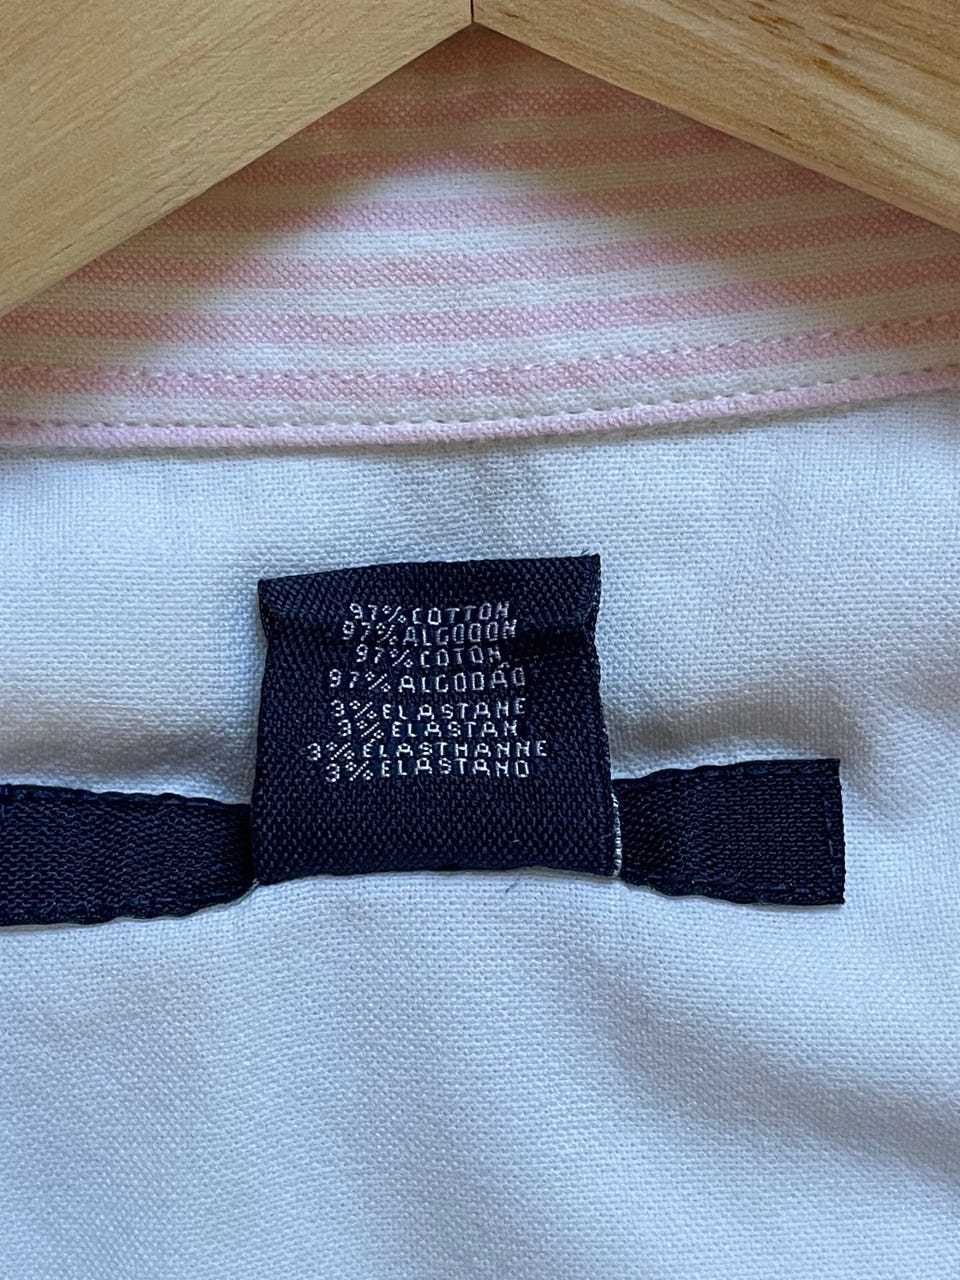 97% COTTON
97% ALGODON
97% COTON
97% ALGODÃO
3% ELASTANE
3% ELASTAN
3% ELASTHANNE
3% ELASTANO